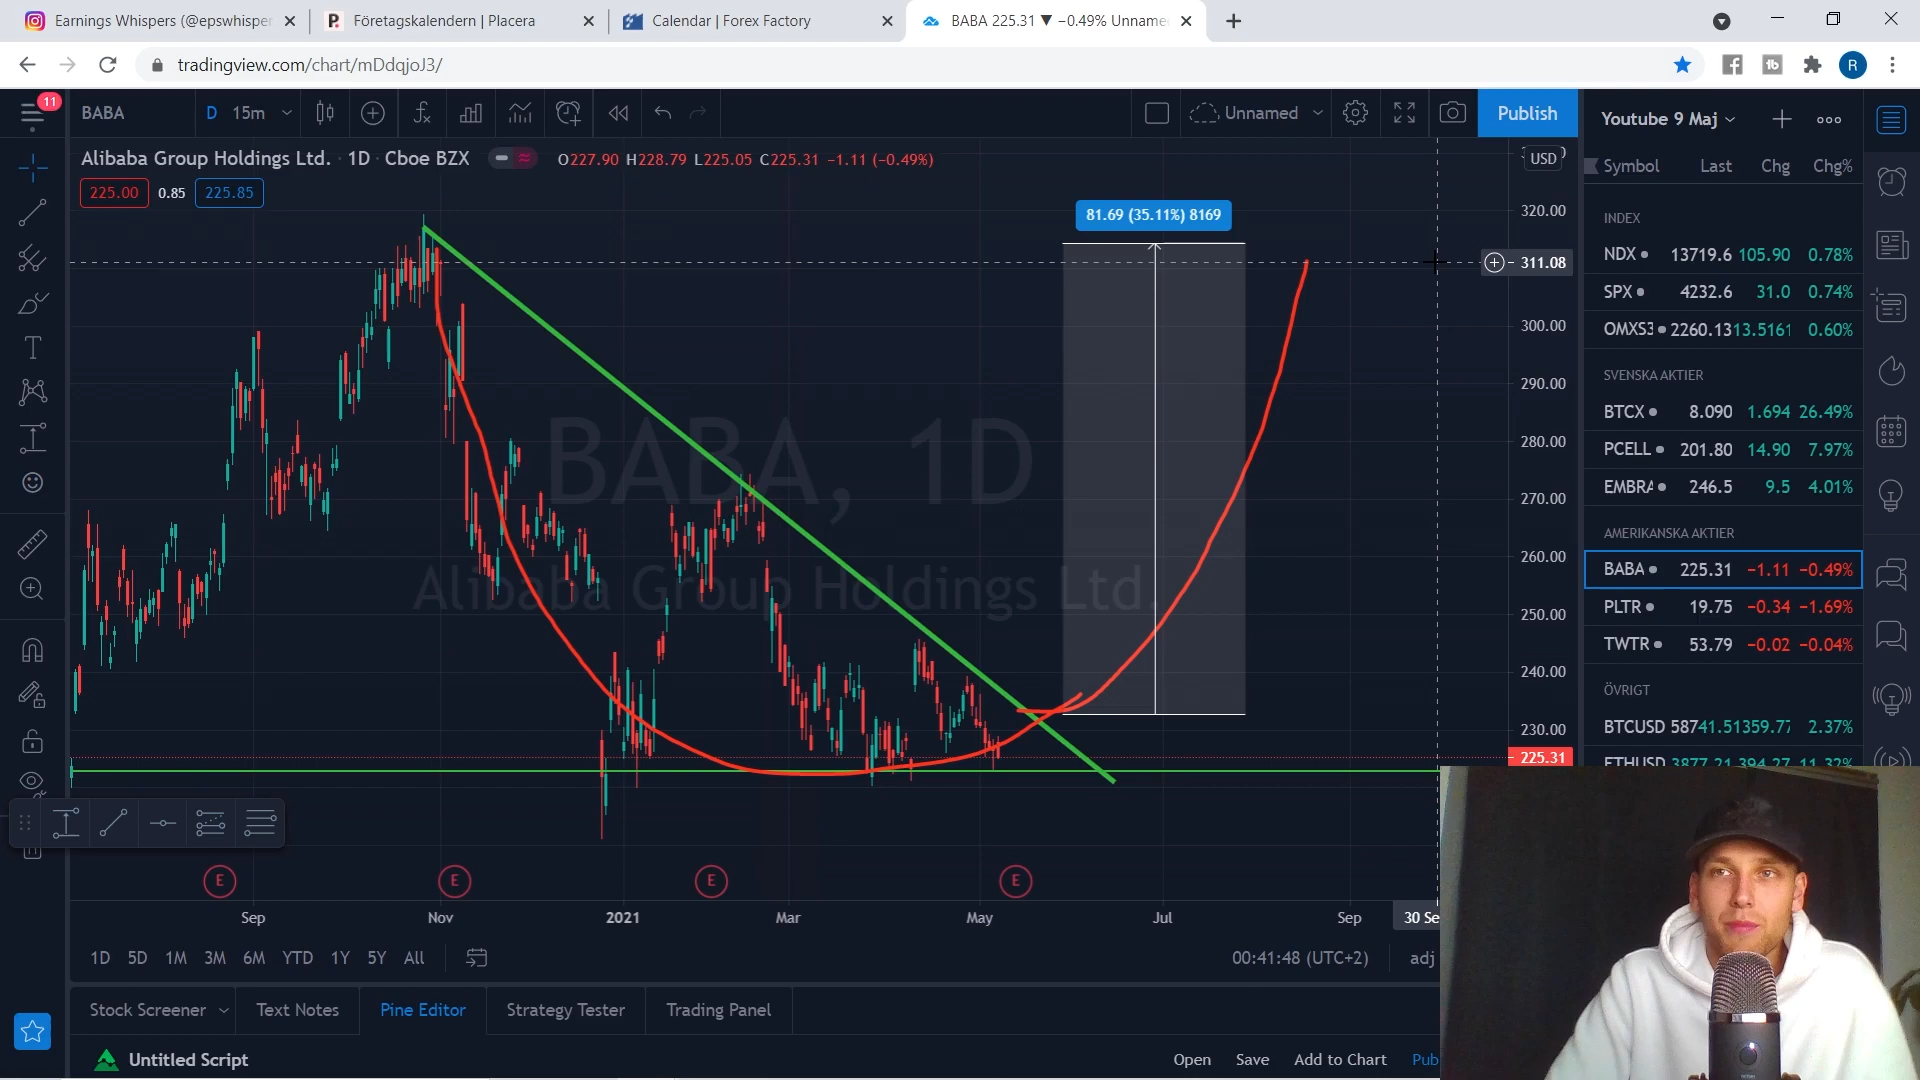 Earnings Whispers (@epswhisper
Företagskalendern | Placera
Calendar | Forex Factory
BABA 225.31 ▼ −0.49% Unname
tradingview.com/chart/mDdqjoJ3/
R
11
BABA
D 15m
Unnamed
Publish
Youtube 9 Maj
Alibaba Group Holdings Ltd. · 1D · Cboe BZX
O227.90 H228.79 L225.05 C225.31 −1.11 (−0.49%)
USD
225.00 0.85 225.85
81.69 (35.11%) 8169
BABA, 1D
Alibaba Group Holdings Ltd.
320.00
311.08
300.00
290.00
280.00
270.00
260.00
250.00
240.00
230.00
225.31
E E E E
Sep Nov 2021 Mar May Jul Sep 30 Se
1D 5D 1M 3M 6M YTD 1Y 5Y All
00:41:48 (UTC+2)
adj
Stock Screener Text Notes Pine Editor Strategy Tester Trading Panel
Untitled Script
Open Save Add to Chart Pub
Symbol Last Chg Chg%
INDEX
NDX 13719.6 105.90 0.78%
SPX 4232.6 31.0 0.74%
OMXS3 2260.13 13.5161 0.60%
SVENSKA AKTIER
BTCX 8.090 1.694 26.49%
PCELL 201.80 14.90 7.97%
EMBRA 246.5 9.5 4.01%
AMERIKANSKA AKTIER
BABA 225.31 −1.11 −0.49%
PLTR 19.75 −0.34 −1.69%
TWTR 53.79 −0.02 −0.04%
ÖVRIGT
BTCUSD 58741.51359.77 2.37%
ETHUSD 3877.21 394.27 11.32%